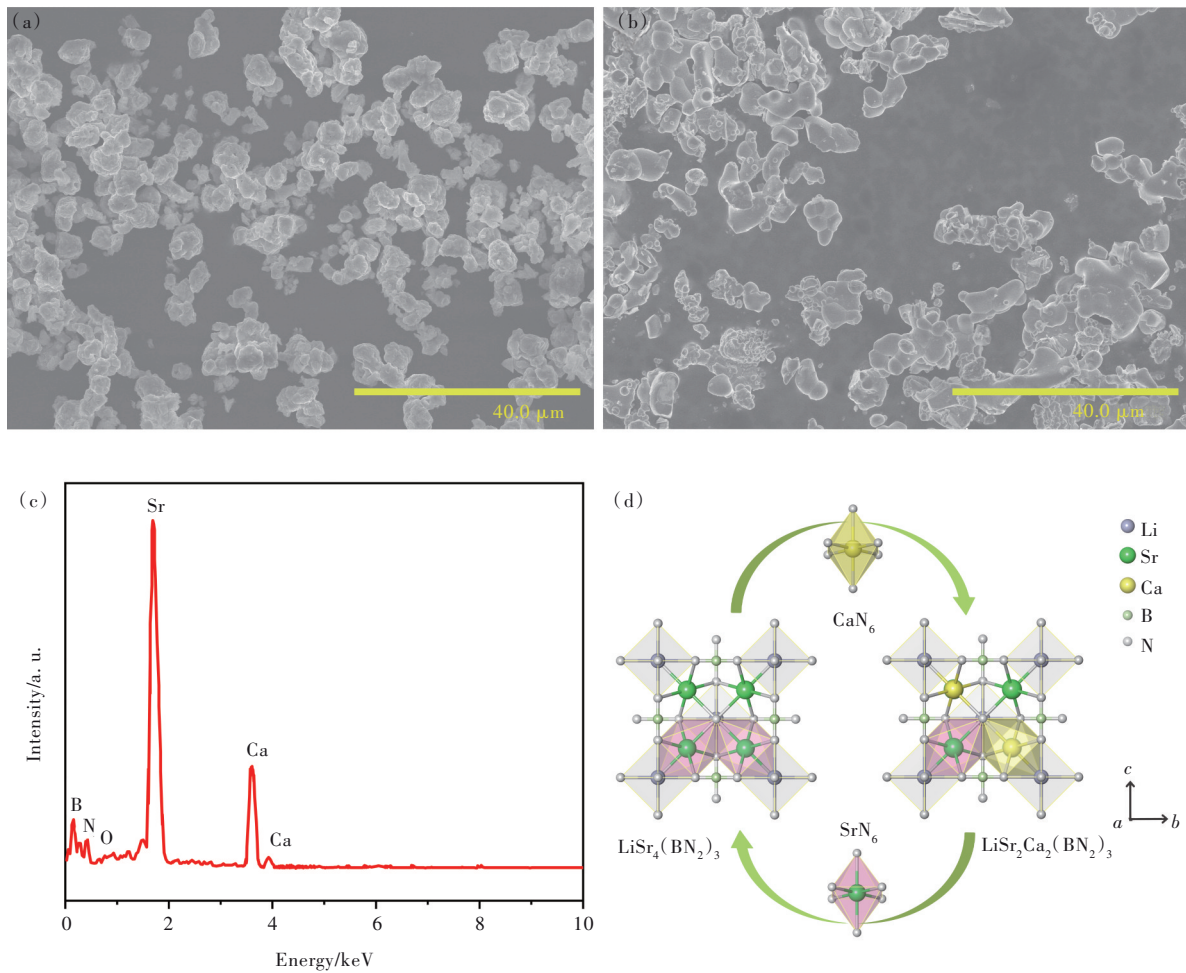 (a)
40.0 μm
(b)
40.0 μm
(c)
Sr
Ca
B
N
O
Ca
Intensity/a. u.
0
2
4
6
8
10
Energy/keV
(d)
CaN₆
Li
Sr
Ca
B
N
LiSr₄(BN₂)₃
SrN₆
LiSr₂Ca₂(BN₂)₃
c
a
b